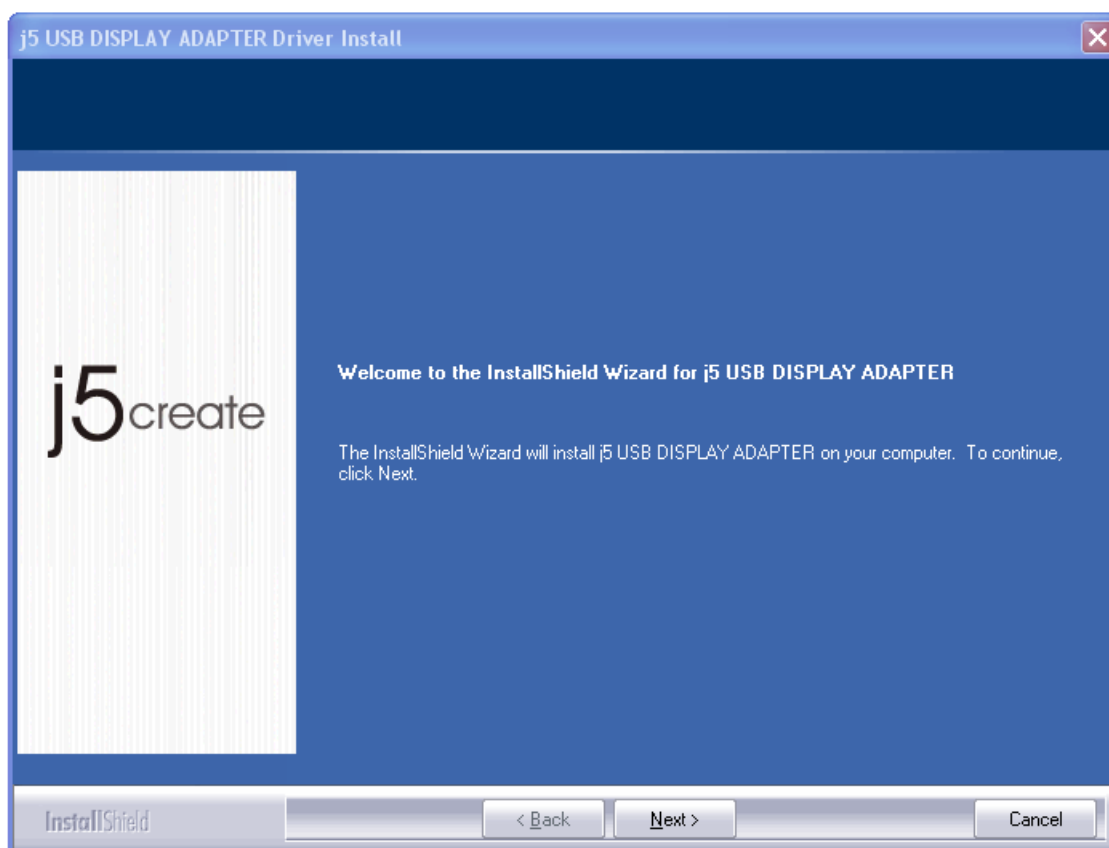 j5 USB DISPLAY ADAPTER Driver Install
j5create
Welcome to the InstallShield Wizard for j5 USB DISPLAY ADAPTER
The InstallShield Wizard will install j5 USB DISPLAY ADAPTER on your computer. To continue,
click Next.
InstallShield
< Back
Next >
Cancel